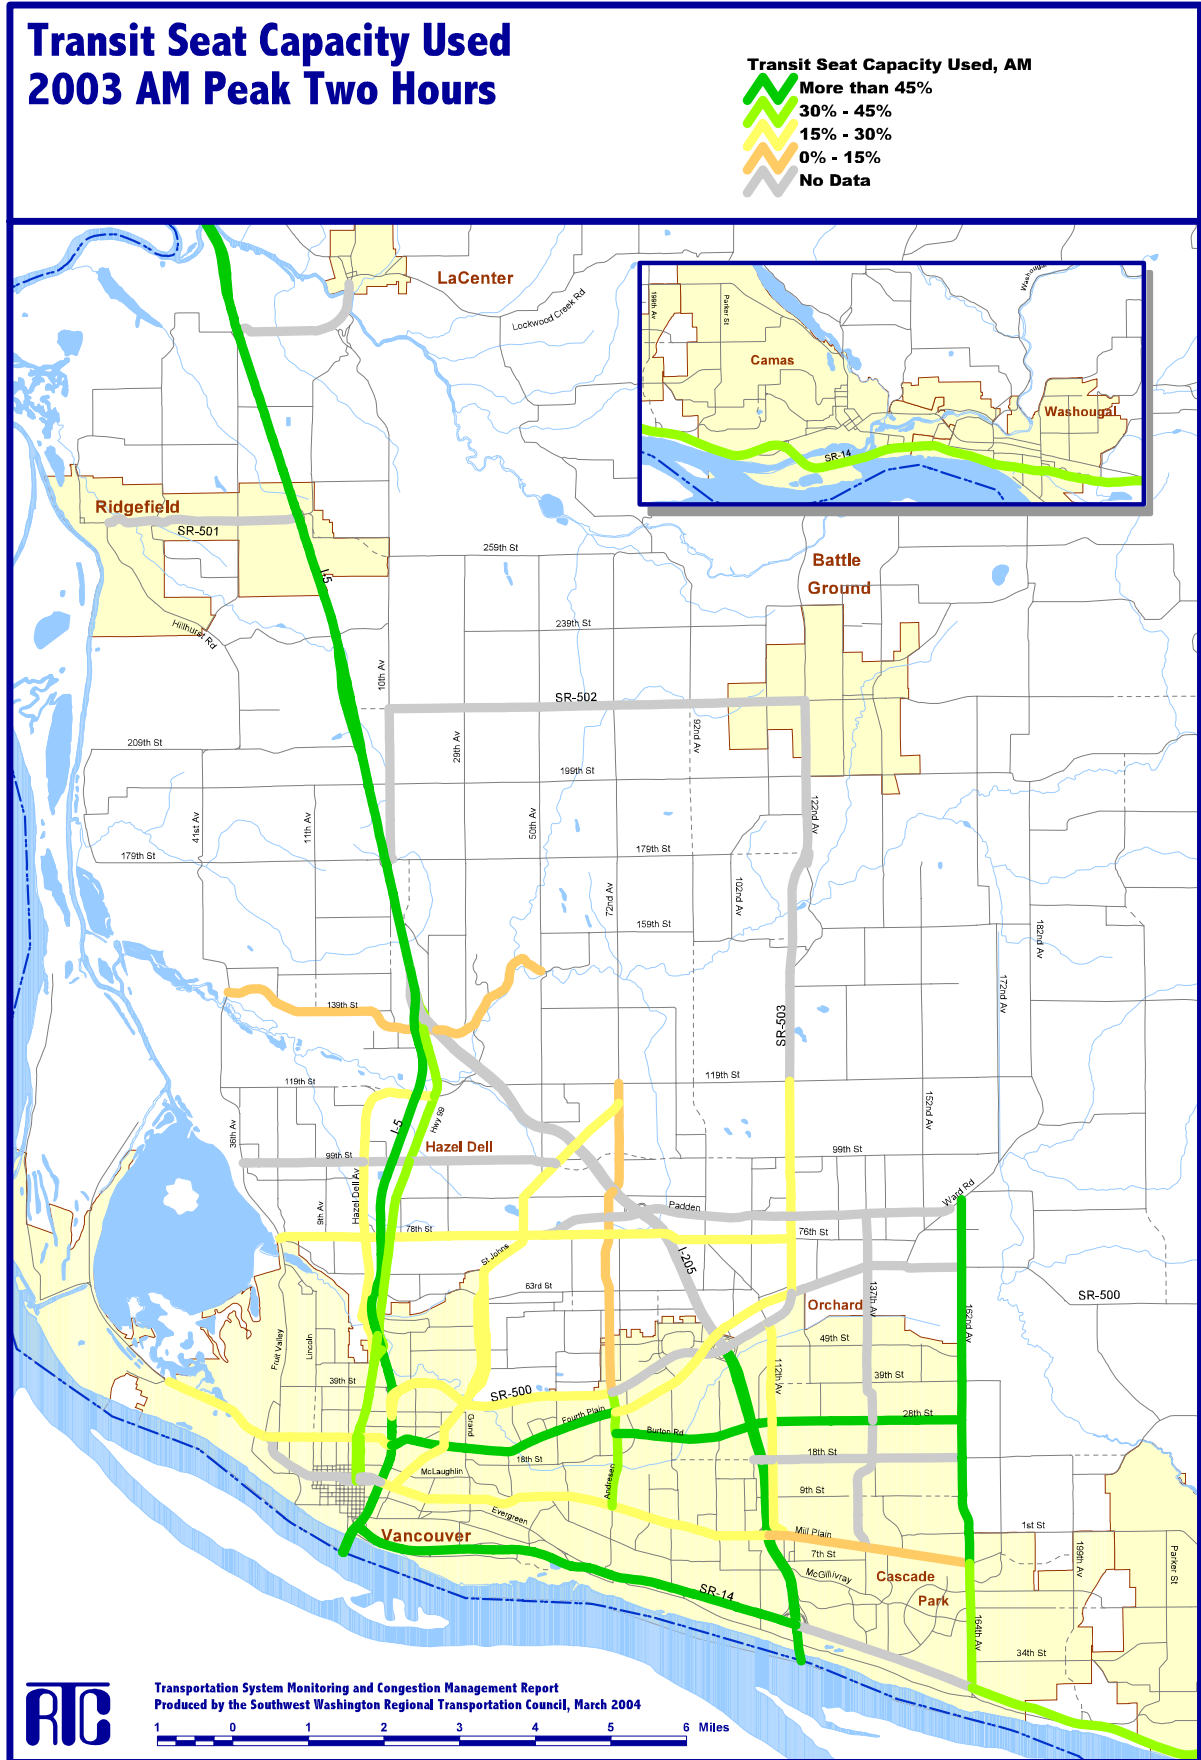 Transit Seat Capacity Used
2003 AM Peak Two Hours
Transit Seat Capacity Used, AM
More than 45%
30% - 45%
15% - 30%
0% - 15%
No Data
LaCenter
Lockwood Creek Rd
199th Av
Parker St
Camas
Washougal
SR-14
Ridgefield
SR-501
I-5
259th St
Battle
Ground
Hillhurst Rd
239th St
10th Av
SR-502
209th St
29th Av
92nd Av
199th St
41st Av
11th Av
50th Av
122nd Av
179th St
179th St
72nd Av
102nd Av
159th St
182nd Av
139th St
172nd Av
SR-503
119th St
119th St
36th Av
I-5
Hwy 99
152nd Av
Hazel Dell
99th St
99th St
9th Av
Hazel Dell Av
Padden
Ward Rd
78th St
76th St
St Johns
I-205
63rd St
137th Av
SR-500
Orchard
162nd Av
Fruit Valley
Lincoln
49th St
39th St
112th Av
39th St
SR-500
Grand
Fourth Plain
28th St
Burton Rd
18th St
18th St
McLaughlin
Andresen
9th St
Evergreen
Mill Plain
1st St
Vancouver
7th St
199th Av
Parker St
McGillivray
Cascade
Park
SR-14
164th Av
34th St
RTC
Transportation System Monitoring and Congestion Management Report
Produced by the Southwest Washington Regional Transportation Council, March 2004
1 0 1 2 3 4 5 6 Miles